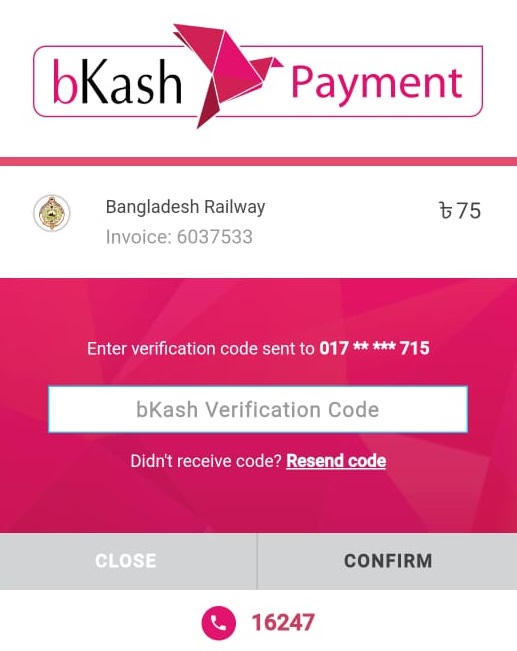 bKash Payment
Bangladesh Railway
৳ 75
Invoice: 6037533
Enter verification code sent to 017 ** *** 715
bKash Verification Code
Didn't receive code? Resend code
CLOSE
CONFIRM
16247